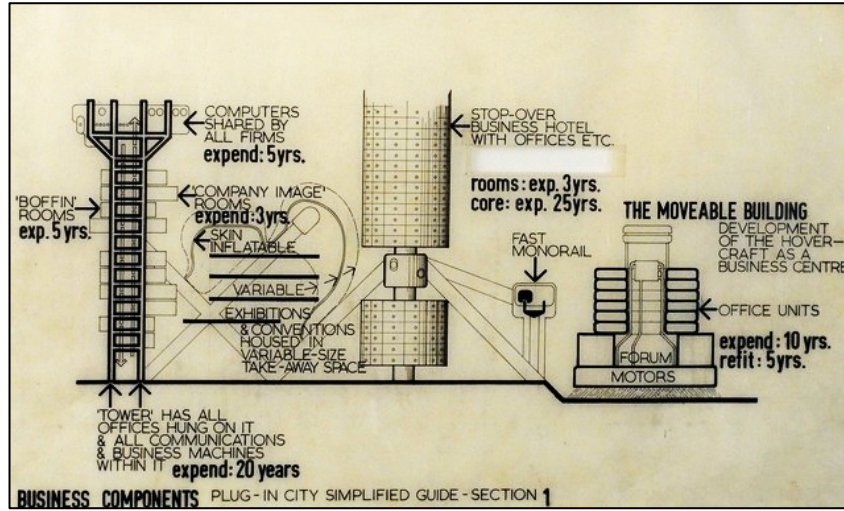 COMPUTERS
SHARED BY
ALL FIRMS
expend: 5yrs.
'BOFFIN'
ROOMS
exp. 5 yrs.
'COMPANY IMAGE'
ROOMS
expend: 3yrs.
SKIN
INFLATABLE
VARIABLE
EXHIBITIONS
& CONVENTIONS
HOUSED IN
VARIABLE-SIZE
TAKE-AWAY SPACE
STOP-OVER
BUSINESS HOTEL
WITH OFFICES ETC.
rooms: exp. 3yrs.
core: exp. 25yrs.
FAST
MONORAIL
THE MOVEABLE BUILDING
DEVELOPMENT
OF THE HOVER-
CRAFT AS A
BUSINESS CENTRE
OFFICE UNITS
expend: 10 yrs.
refit: 5yrs.
FORUM
MOTORS
'TOWER' HAS ALL
OFFICES HUNG ON IT
& ALL COMMUNICATIONS
& BUSINESS MACHINES
WITHIN IT expend: 20 years
BUSINESS COMPONENTS PLUG-IN CITY SIMPLIFIED GUIDE - SECTION 1